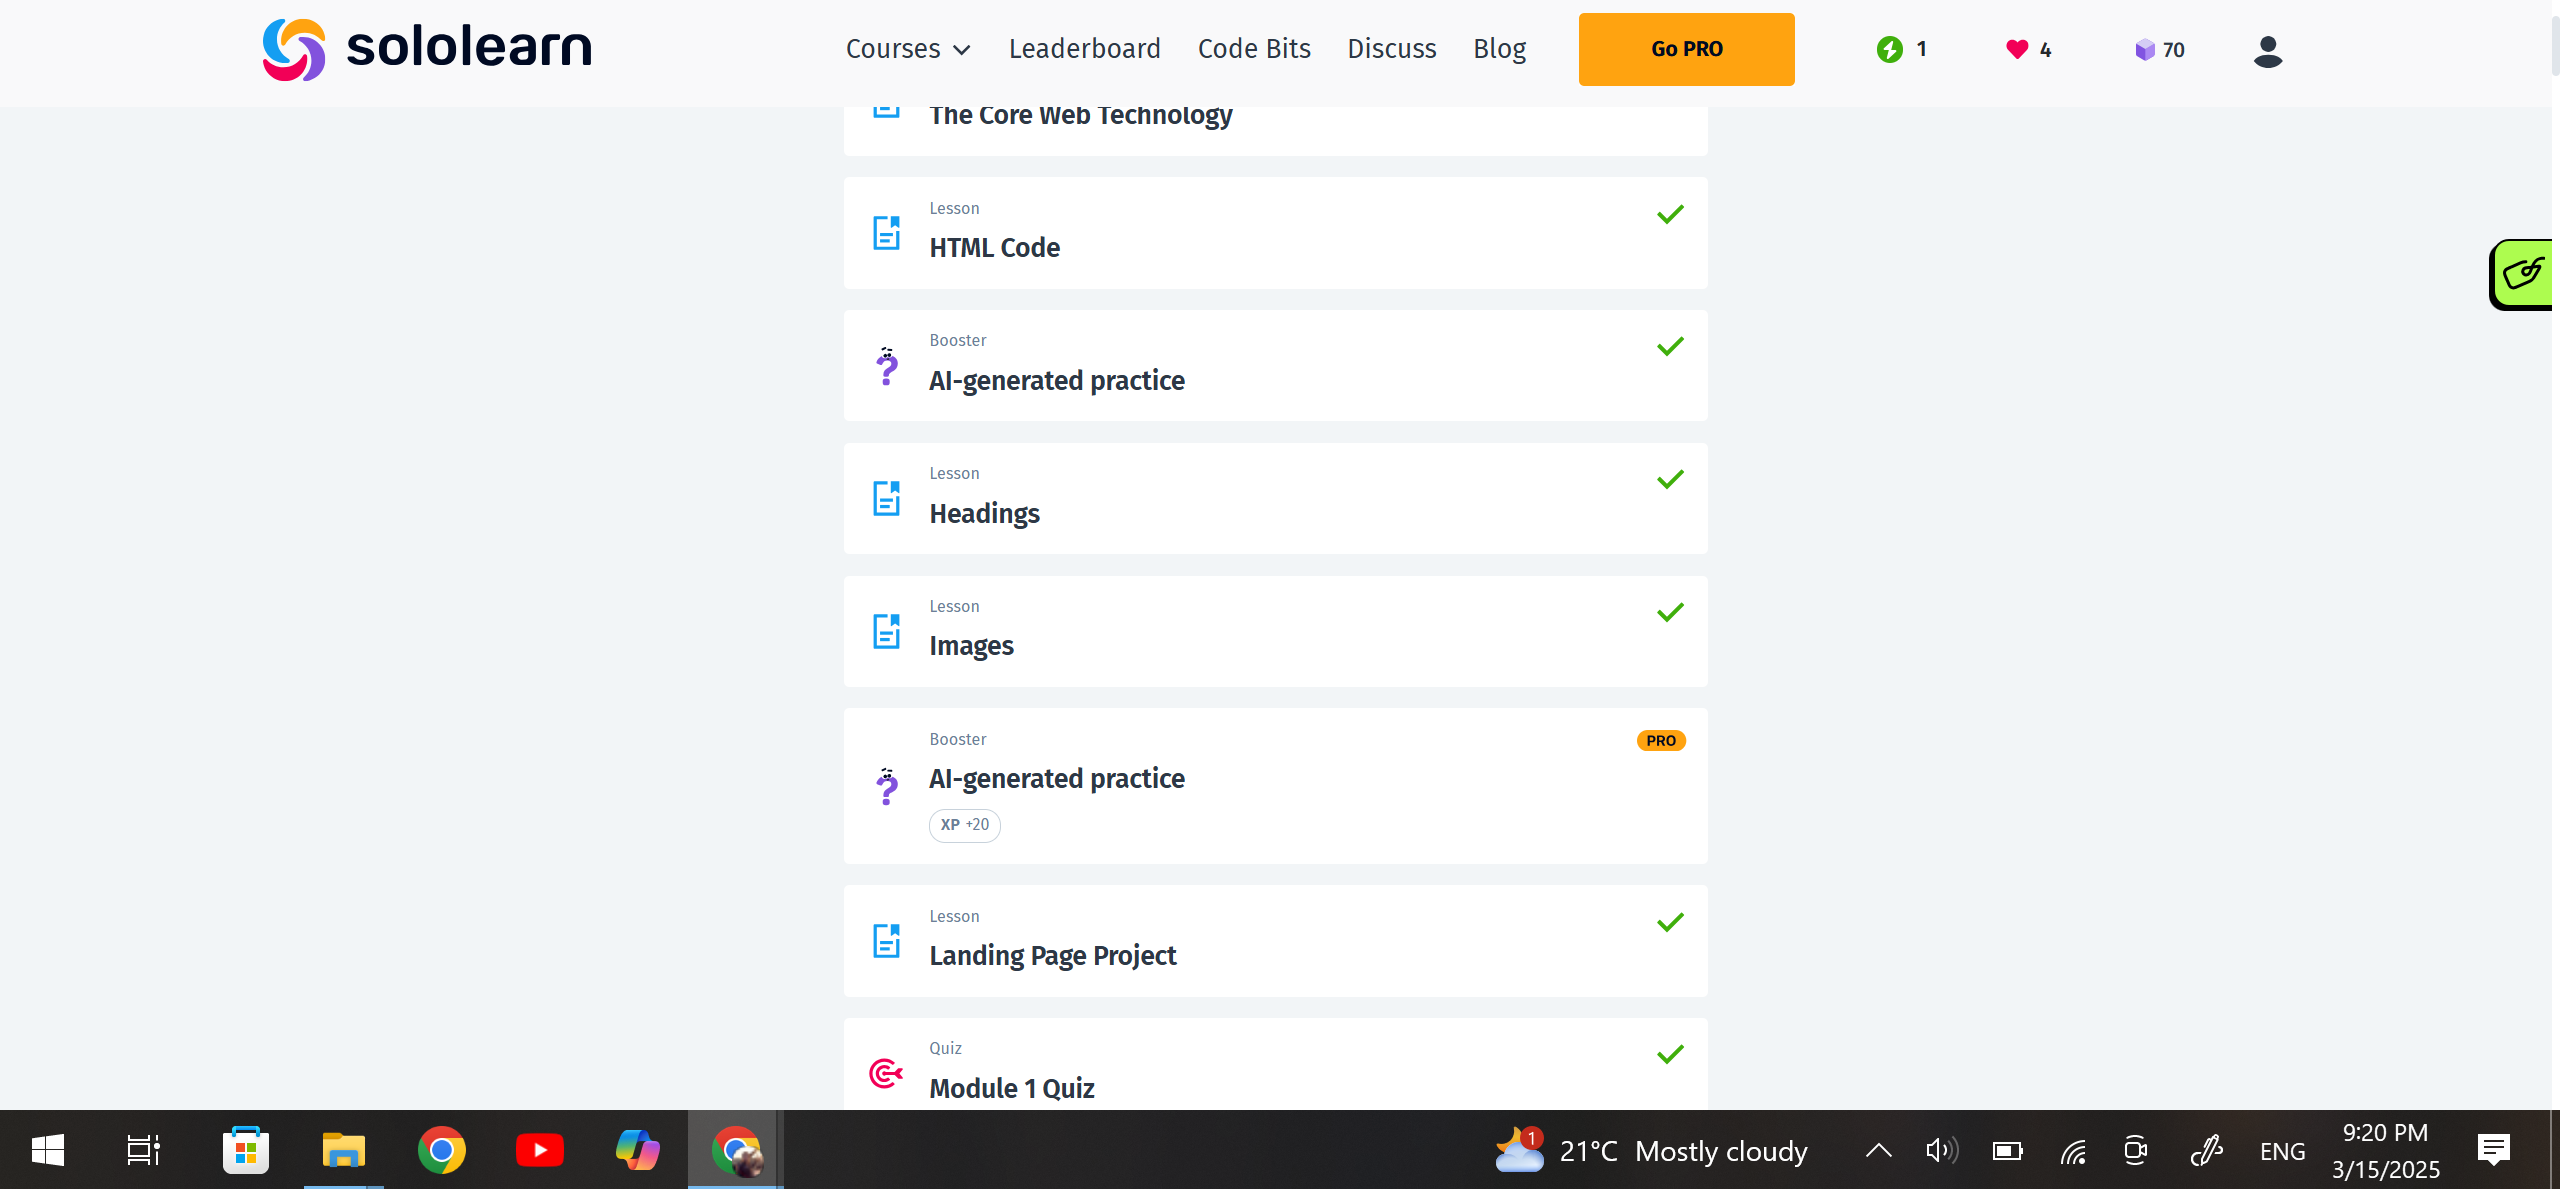 sololearn
Courses Leaderboard Code Bits Discuss Blog Go PRO 1 4 70
The Core Web Technology
Lesson
HTML Code
Booster
AI-generated practice
Lesson
Headings
Lesson
Images
Booster
PRO
AI-generated practice
XP +20
Lesson
Landing Page Project
Quiz
Module 1 Quiz
1 21°C Mostly cloudy ENG
9:20 PM
3/15/2025